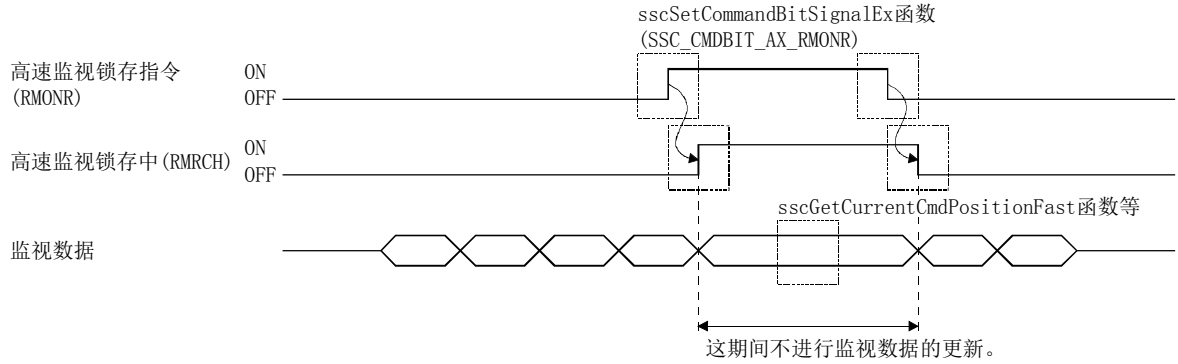 sscSetCommandBitSignalEx函数
(SSC_CMDBIT_AX_RMONR)
高速监视锁存指令
(RMONR)
ON
OFF
高速监视锁存中(RMRCH)
ON
OFF
sscGetCurrentCmdPositionFast函数等
监视数据
这期间不进行监视数据的更新。